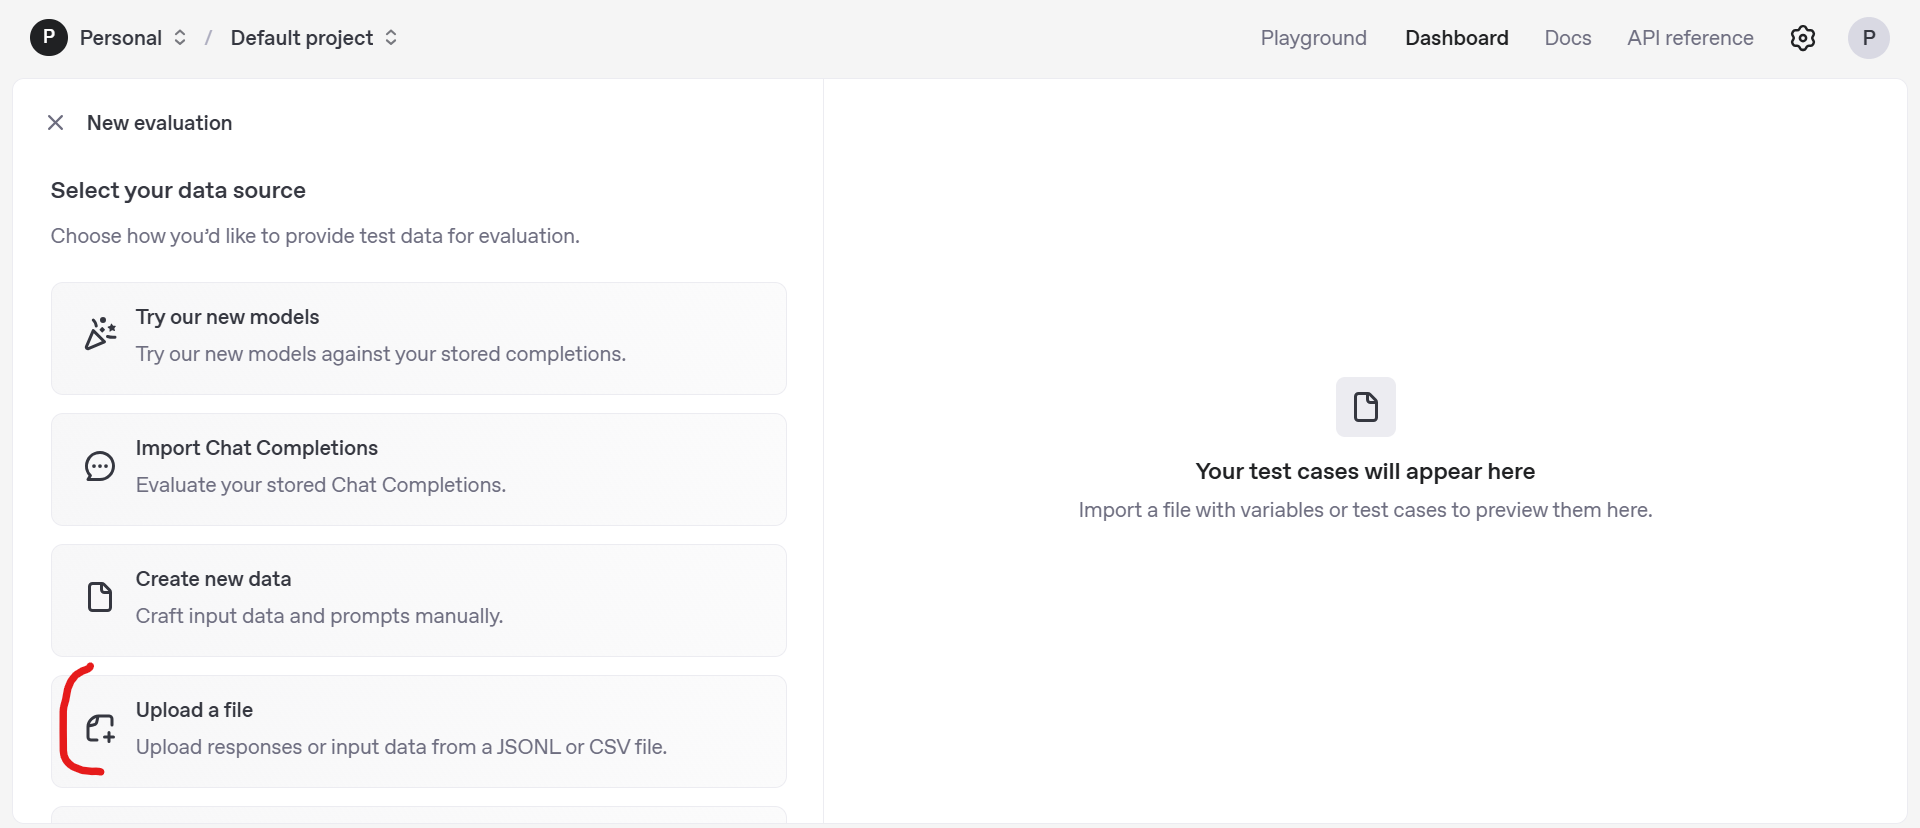 P Personal / Default project
Playground Dashboard Docs API reference P
New evaluation
Select your data source
Choose how you’d like to provide test data for evaluation.
Try our new models
Try our new models against your stored completions.
Import Chat Completions
Evaluate your stored Chat Completions.
Create new data
Craft input data and prompts manually.
Upload a file
Upload responses or input data from a JSONL or CSV file.
Your test cases will appear here
Import a file with variables or test cases to preview them here.